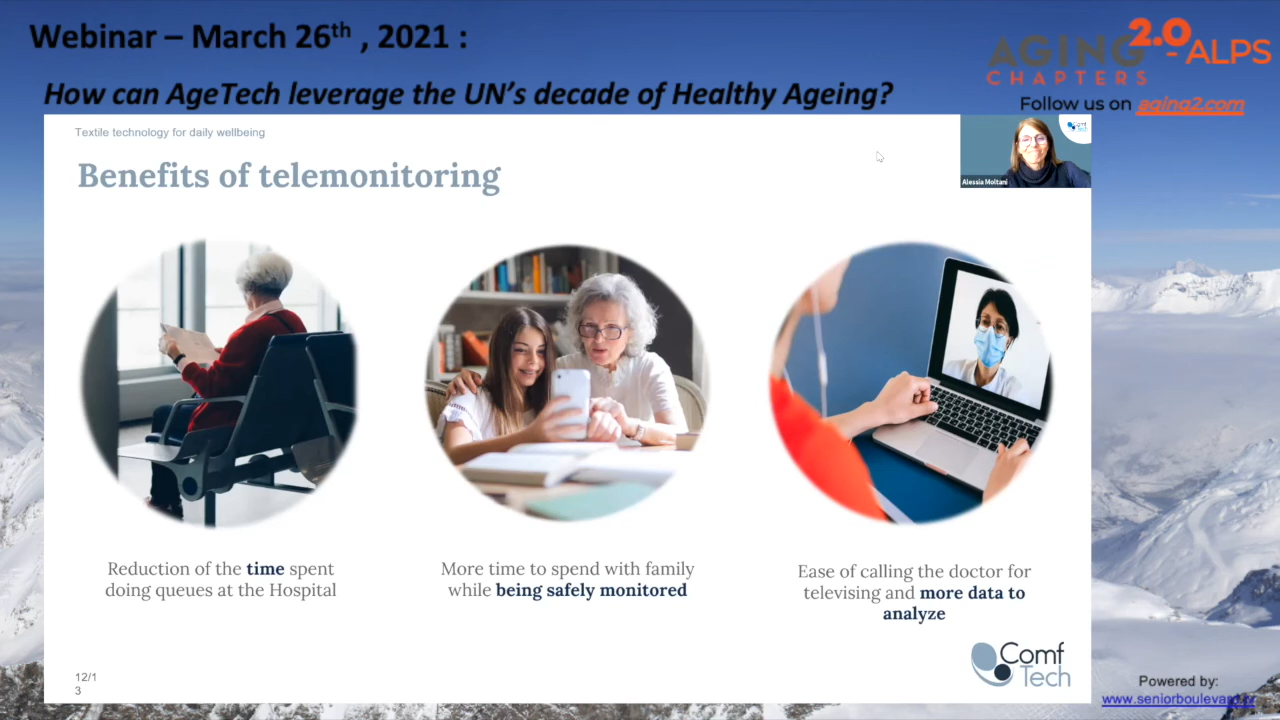 Webinar – March 26th , 2021 :
How can AgeTech leverage the UN's decade of Healthy Ageing?
AGING 2.0 - ALPS
CHAPTERS
Follow us on aging2.com
Textile technology for daily wellbeing
Benefits of telemonitoring
Comf
Alessia Moltani
Reduction of the time spent
doing queues at the Hospital
More time to spend with family
while being safely monitored
Ease of calling the doctor for
televising and more data to
analyze
Comf
Tech
12/1
3
Powered by: